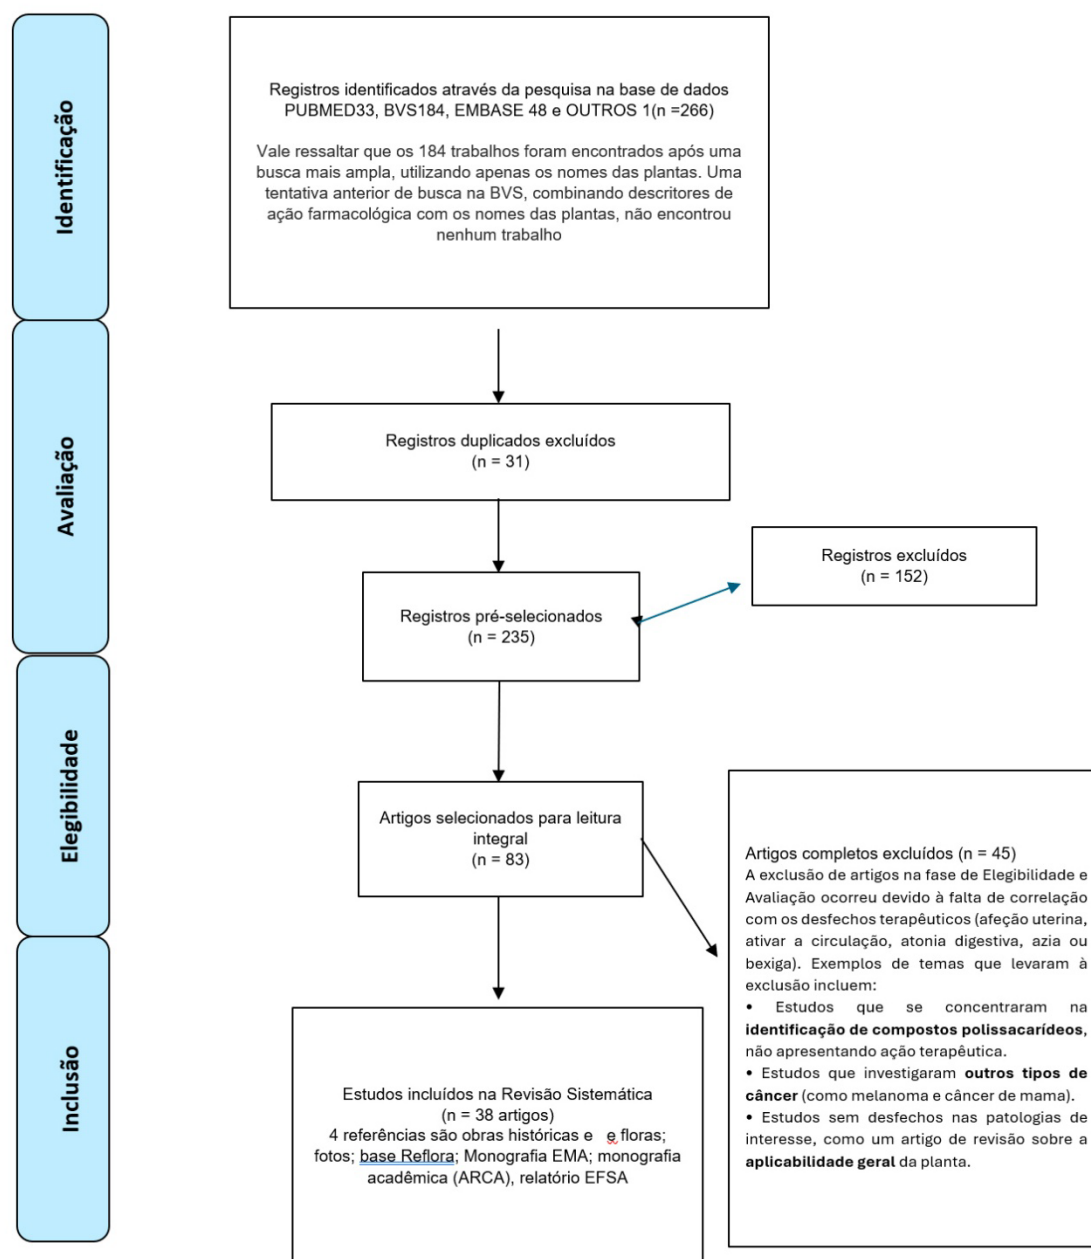 Identificação
Registros identificados através da pesquisa na base de dados
PUBMED33, BVS184, EMBASE 48 e OUTROS 1(n =266)
Vale ressaltar que os 184 trabalhos foram encontrados após uma
busca mais ampla, utilizando apenas os nomes das plantas. Uma
tentativa anterior de busca na BVS, combinando descritores de
ação farmacológica com os nomes das plantas, não encontrou
nenhum trabalho
Avaliação
Registros duplicados excluídos
(n = 31)
Registros pré-selecionados
(n = 235)
Registros excluídos
(n = 152)
Elegibilidade
Artigos selecionados para leitura
integral
(n = 83)
Artigos completos excluídos (n = 45)
A exclusão de artigos na fase de Elegibilidade e
Avaliação ocorreu devido à falta de correlação
com os desfechos terapêuticos (afeção uterina,
ativar a circulação, atonia digestiva, azia ou
bexiga). Exemplos de temas que levaram à
exclusão incluem:
• Estudos que se concentraram na
identificação de compostos polissacarídeos,
não apresentando ação terapêutica.
• Estudos que investigaram outros tipos de
câncer (como melanoma e câncer de mama).
• Estudos sem desfechos nas patologias de
interesse, como um artigo de revisão sobre a
aplicabilidade geral da planta.
Inclusão
Estudos incluídos na Revisão Sistemática
(n = 38 artigos)
4 referências são obras históricas e e floras;
fotos; base Reflora; Monografia EMA; monografia
acadêmica (ARCA), relatório EFSA